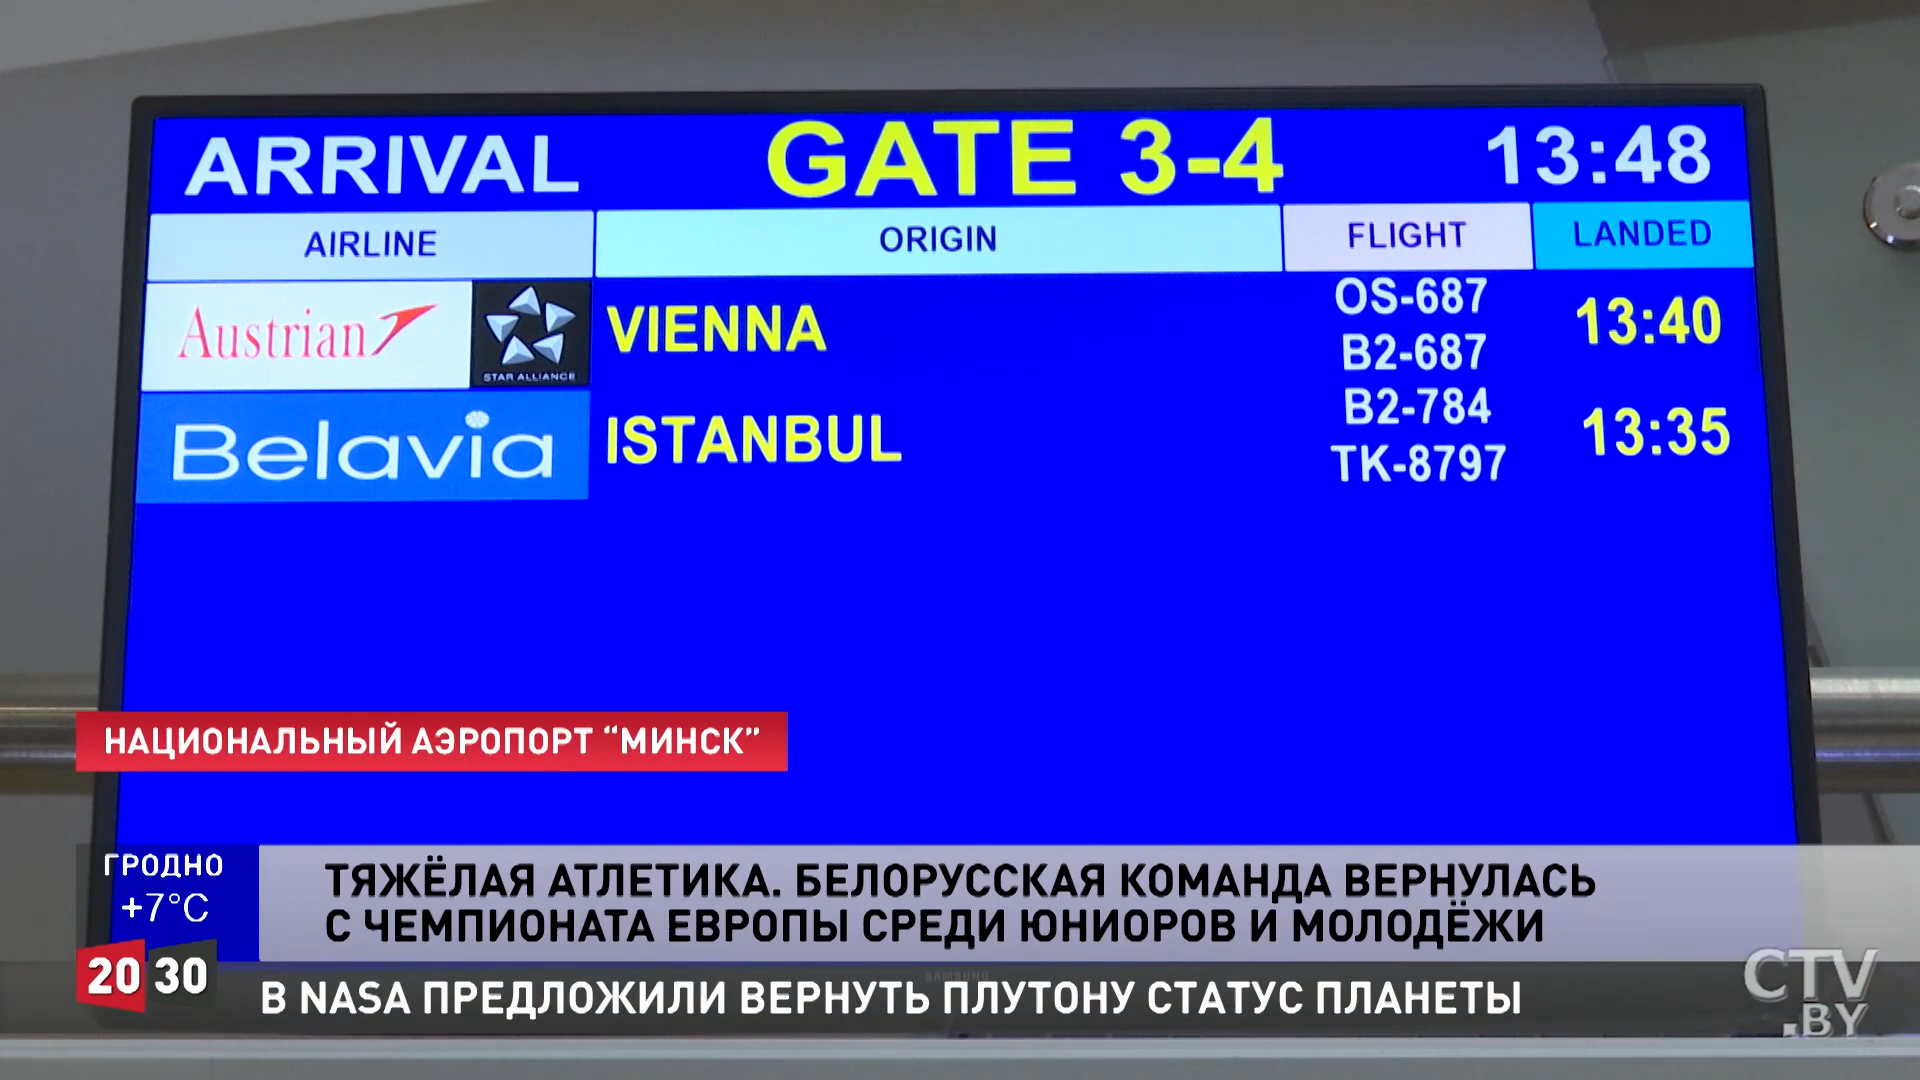 ARRIVAL GATE 3-4 13:48
AIRLINE ORIGIN FLIGHT LANDED
Austrian STAR ALLIANCE VIENNA OS-687 13:40
B2-687
Belavia ISTANBUL B2-784 13:35
TK-8797
НАЦИОНАЛЬНЫЙ АЭРОПОРТ “МИНСК”
ГРОДНО
+7°C
ТЯЖЁЛАЯ АТЛЕТИКА. БЕЛОРУССКАЯ КОМАНДА ВЕРНУЛАСЬ
С ЧЕМПИОНАТА ЕВРОПЫ СРЕДИ ЮНИОРОВ И МОЛОДЁЖИ
SAMSUNG
20 30
В NASA ПРЕДЛОЖИЛИ ВЕРНУТЬ ПЛУТОНУ СТАТУС ПЛАНЕТЫ
CTV
.BY